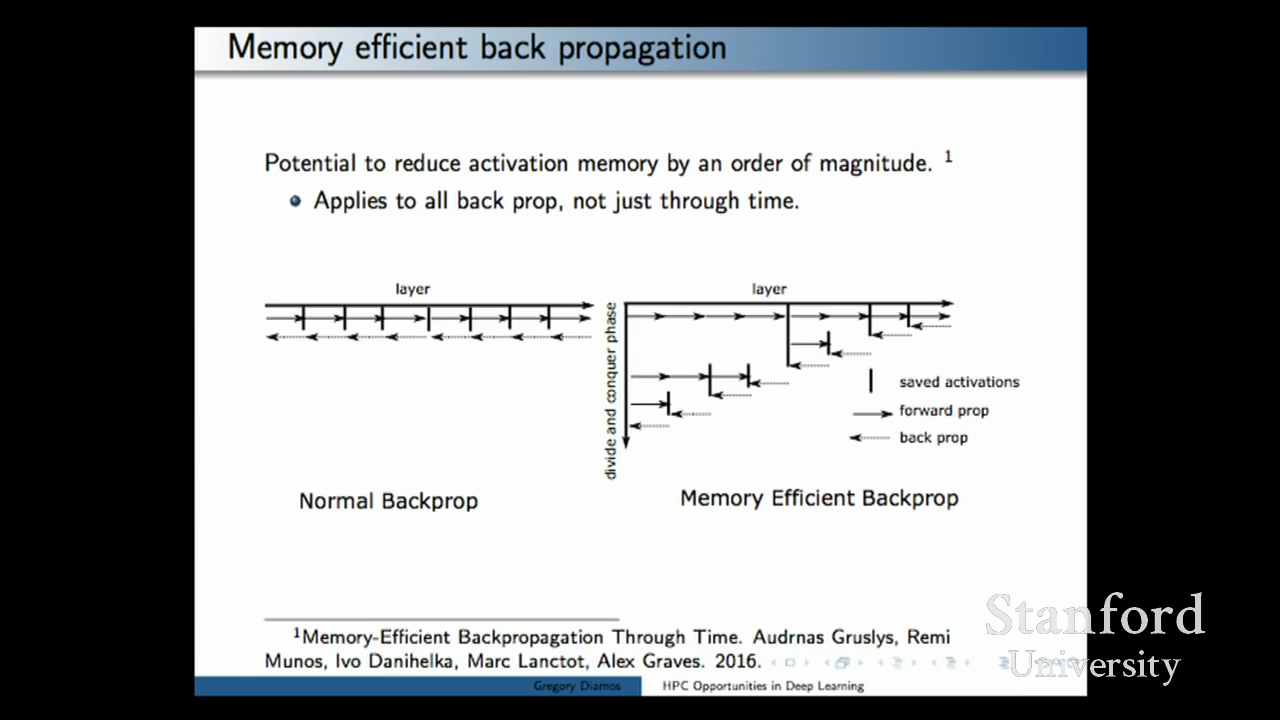 Memory efficient back propagation
Potential to reduce activation memory by an order of magnitude. 1
Applies to all back prop, not just through time.
layer
layer
divide and conquer phase
saved activations
forward prop
back prop
Normal Backprop
Memory Efficient Backprop
1Memory-Efficient Backpropagation Through Time. Audrnas Gruslys, Remi
Munos, Ivo Danihelka, Marc Lanctot, Alex Graves. 2016.
Stanford
University
Gregory Diamos
HPC Opportunities in Deep Learning